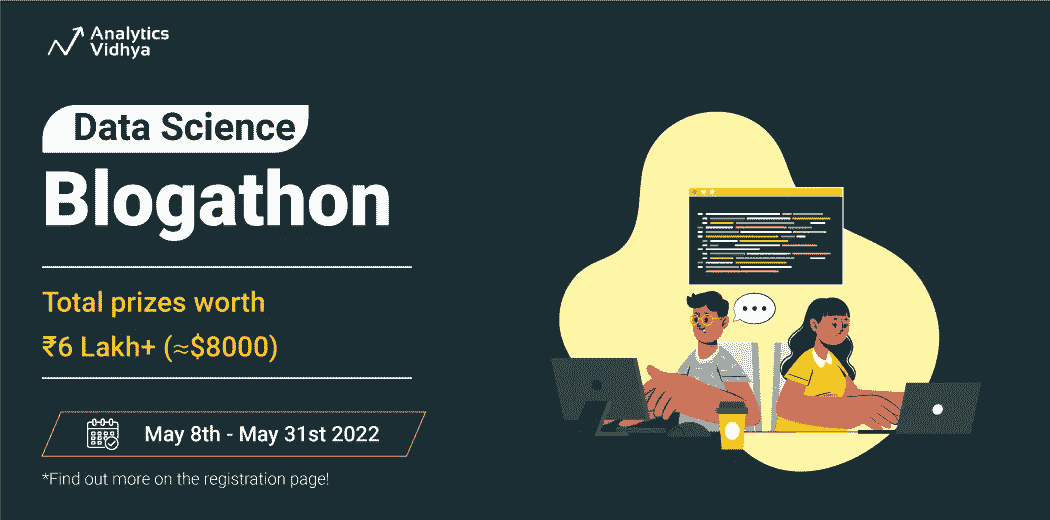 Analytics
Vidhya
Data Science
Blogathon
Total prizes worth
₹6 Lakh+ (≈$8000)
May 8th - May 31st 2022
*Find out more on the registration page!